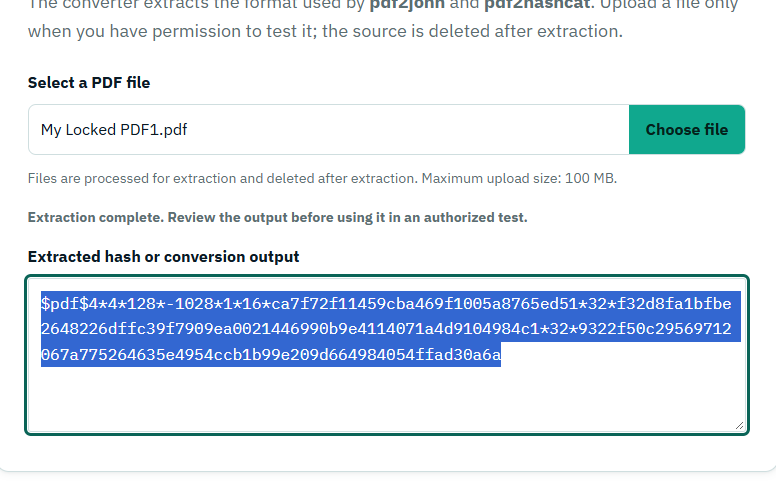 The converter extracts the format used by pdf2john and pdf2hashcat. Upload a file only
when you have permission to test it; the source is deleted after extraction.
Select a PDF file
My Locked PDF1.pdf
Choose file
Files are processed for extraction and deleted after extraction. Maximum upload size: 100 MB.
Extraction complete. Review the output before using it in an authorized test.
Extracted hash or conversion output
$pdf$4*4*128*-1028*1*16*ca7f72f11459cba469f1005a8765ed51*32*f32d8fa1bfbe
2648226dffc39f7909ea0021446990b9e4114071a4d9104984c1*32*9322f50c29569712
067a775264635e4954ccb1b99e209d664984054ffad30a6a